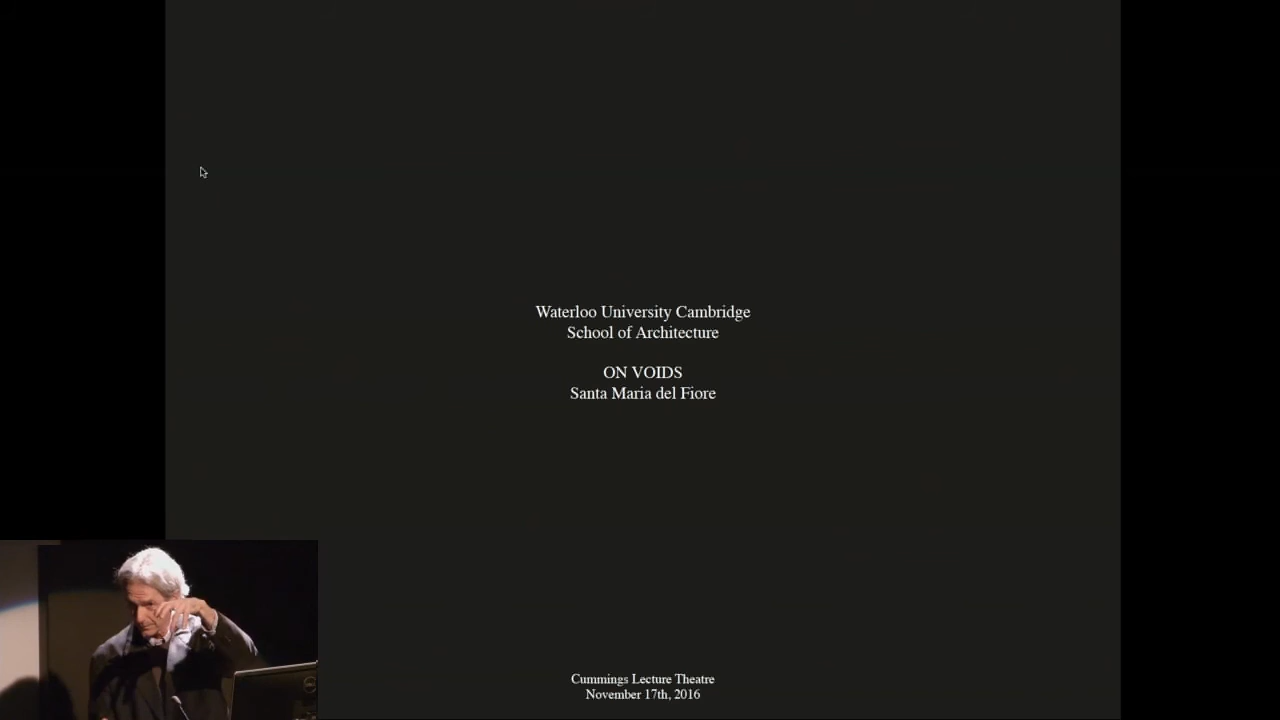 Waterloo University Cambridge
School of Architecture
ON VOIDS
Santa Maria del Fiore
Cummings Lecture Theatre
November 17th, 2016